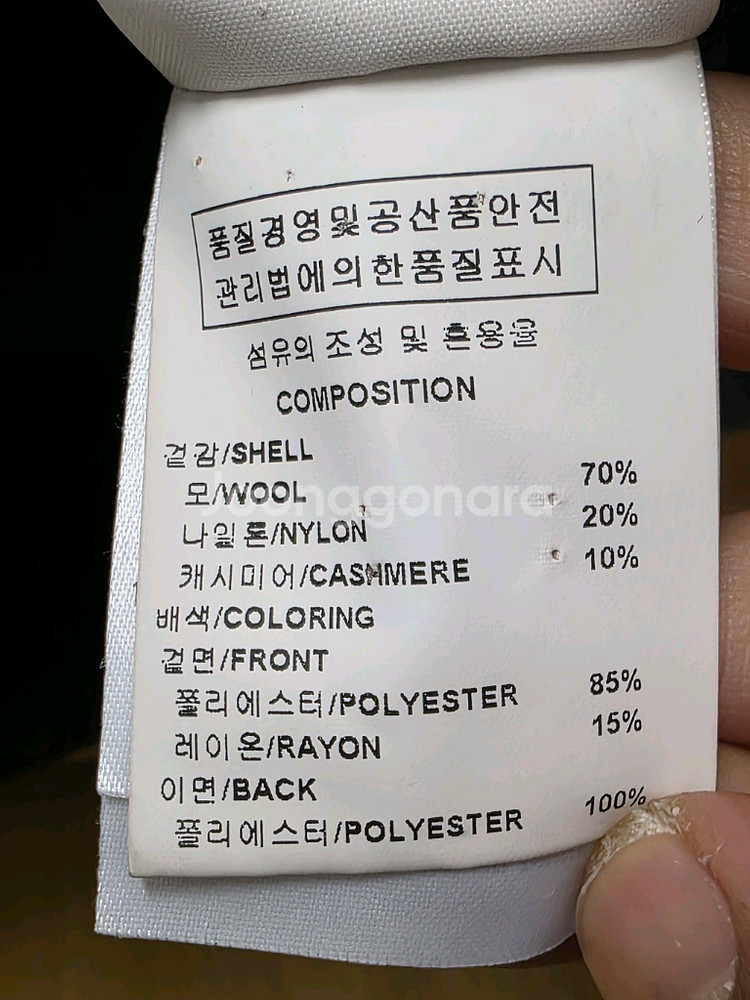 품질경영및공산품안전
관리법에의한품질표시
섬유의 조성 및 혼용율
COMPOSITION
겉감/SHELL
모/WOOL 70%
나일론/NYLON 20%
캐시미어/CASHMERE 10%
배색/COLORING
겉면/FRONT
폴리에스터/POLYESTER 85%
레이온/RAYON 15%
이면/BACK
폴리에스터/POLYESTER 100%
Joonagonara